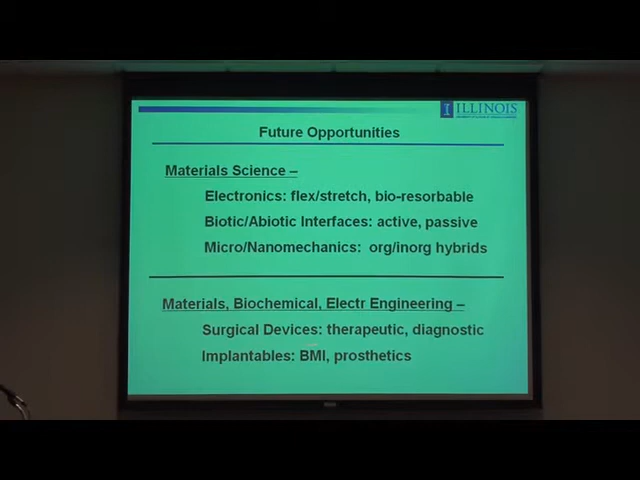 I ILLINOIS
Future Opportunities
Materials Science –
Electronics: flex/stretch, bio-resorbable
Biotic/Abiotic Interfaces: active, passive
Micro/Nanomechanics: org/inorg hybrids
Materials, Biochemical, Electr Engineering –
Surgical Devices: therapeutic, diagnostic
Implantables: BMI, prosthetics